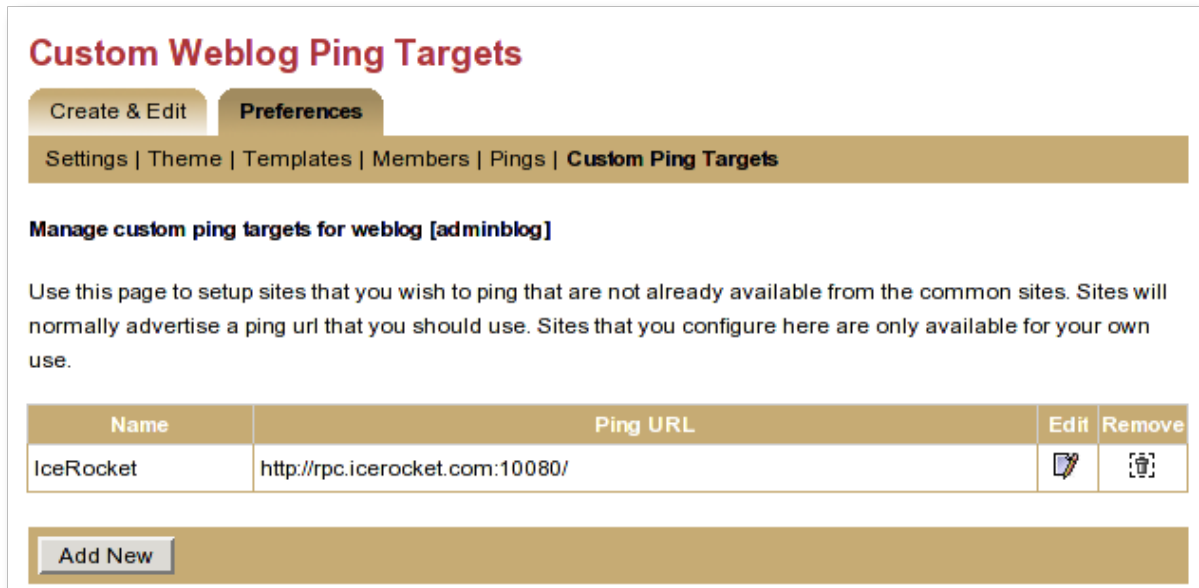 Custom Weblog Ping Targets
Create & Edit Preferences
Settings | Theme | Templates | Members | Pings | Custom Ping Targets
Manage custom ping targets for weblog [adminblog]
Use this page to setup sites that you wish to ping that are not already available from the common sites. Sites will
normally advertise a ping url that you should use. Sites that you configure here are only available for your own
use.
Name Ping URL Edit Remove
IceRocket http://rpc.icerocket.com:10080/
Add New